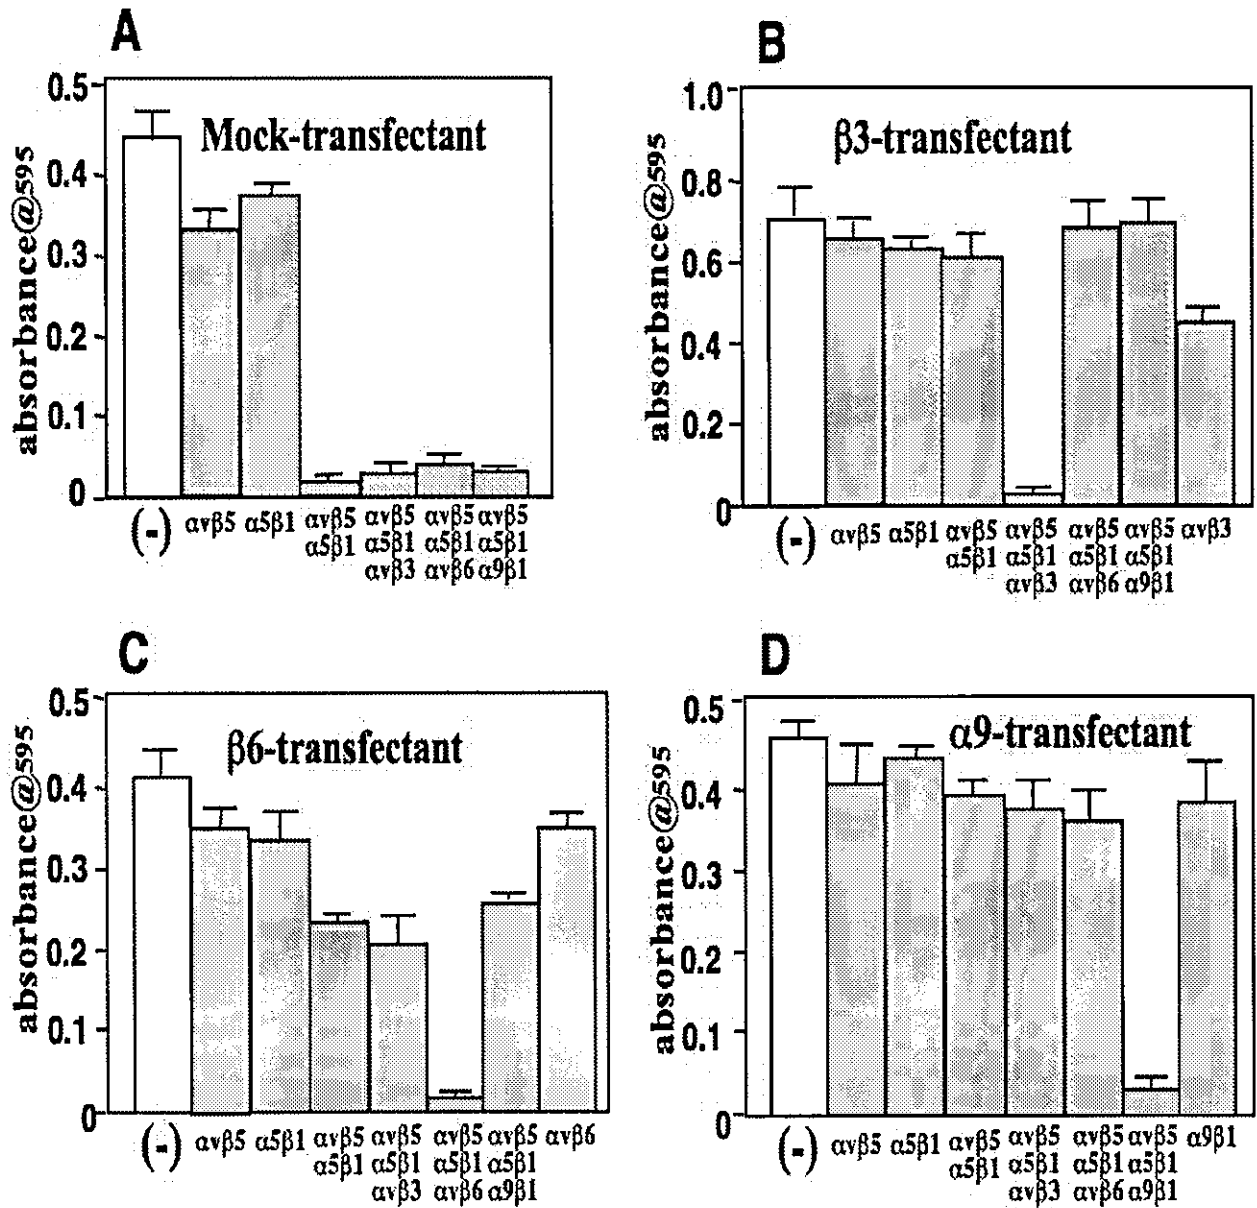 A
absorbance@595
0.5
0.4
0.3
0.2
0.1
0
Mock-transfectant
(-) αvβ5 α5β1 αvβ5 αvβ5 αvβ5 αvβ5
α5β1 α5β1 α5β1 α5β1
αvβ3 αvβ6 α9β1
B
absorbance@595
1.0
0.8
0.6
0.4
0.2
0
β3-transfectant
(-) αvβ5 α5β1 αvβ5 αvβ5 αvβ5 αvβ5 αvβ3
α5β1 α5β1 α5β1 α5β1
αvβ3 αvβ6 α9β1
C
absorbance@595
0.5
0.4
0.3
0.2
0.1
0
β6-transfectant
(-) αvβ5 α5β1 αvβ5 αvβ5 αvβ5 αvβ5 αvβ6
α5β1 α5β1 α5β1 α5β1
αvβ3 αvβ6 α9β1
D
absorbance@595
0.5
0.4
0.3
0.2
0.1
0
α9-transfectant
(-) αvβ5 α5β1 αvβ5 αvβ5 αvβ5 αvβ5 α9β1
α5β1 α5β1 α5β1 α5β1
αvβ3 αvβ6 α9β1